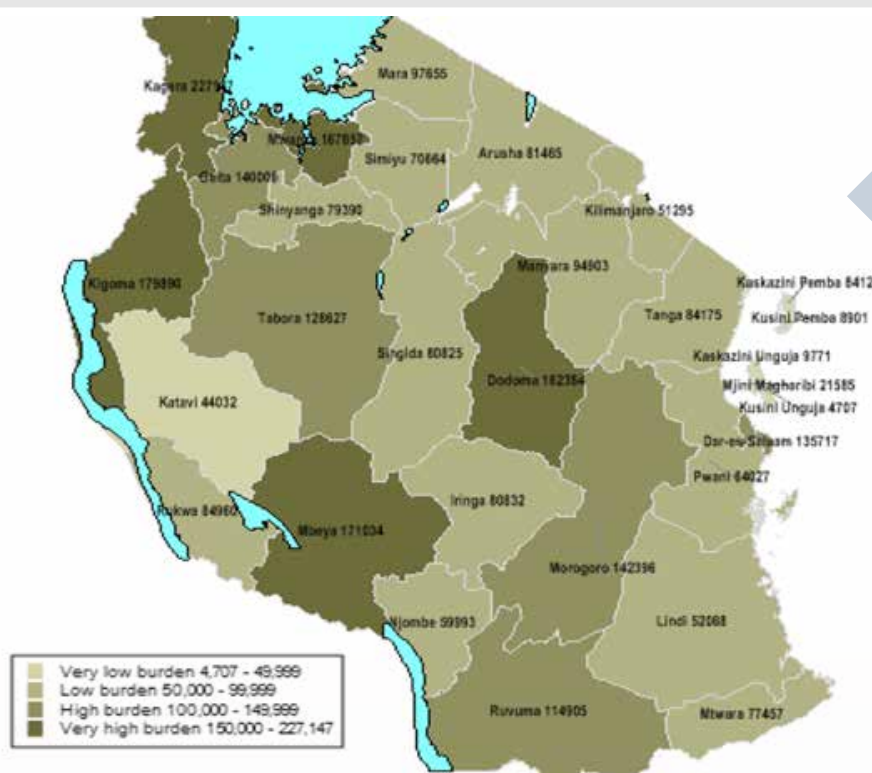 Mara 97655
Kagera
Simiyu 70664
Arusha 81465
Geita
Shinyanga 79390
Kilimanjaro 51295
Manyara 94903
Kigoma 179890
Kaskazini Pemba 8412
Tabora 128627
Tanga 84175
Kusini Pemba 8901
Singida 80825
Kaskazini Unguja 9771
Dodoma 182354
Mjini Magharibi 21585
Katavi 44032
Kusini Unguja 4707
Dar-es-Salaam 135717
Pwani 64027
Iringa 80832
Rukwa 84960
Mbeya 171034
Morogoro 142396
Njombe 59993
Lindi 52068
Ruvuma 114905
Mtwara 77457
Very low burden 4,707 - 49,999
Low burden 50,000 - 99,999
High burden 100,000 - 149,999
Very high burden 150,000 - 227,147